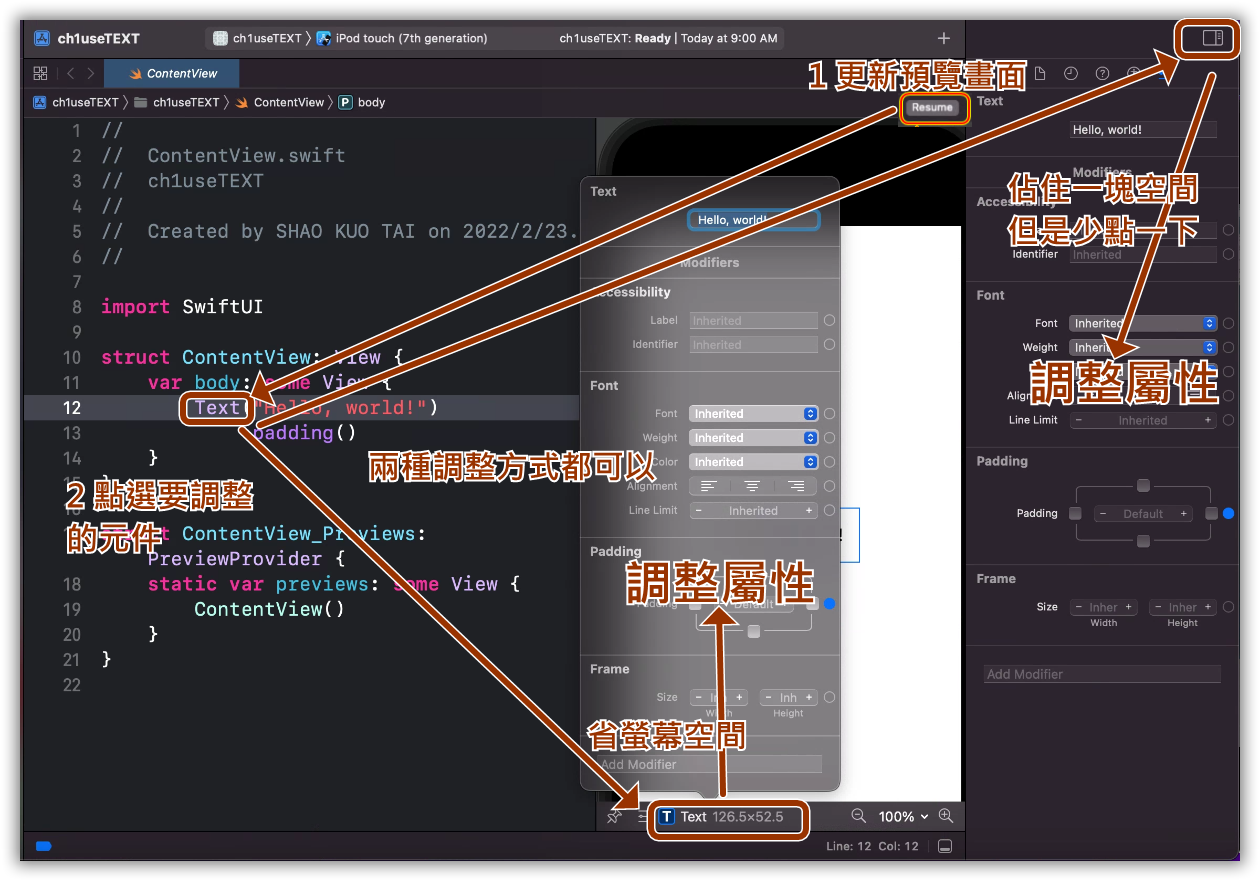 ch1useTEXT
ch1useTEXT 〉 iPod touch (7th generation)
ch1useTEXT: Ready | Today at 9:00 AM
ContentView
ch1useTEXT 〉 ch1useTEXT 〉 ContentView 〉 P body
1 更新預覽畫面
Resume
1 //
2 // ContentView.swift
3 // ch1useTEXT
4 //
5 // Created by SHAO KUO TAI on 2022/2/23.
6 //
7
8 import SwiftUI
9
10 struct ContentView: View {
11 var body: some View {
12 Text("Hello, world!")
13 padding()
14 }
2 點選要調整
的元件
ContentView_Previews:
PreviewProvider {
18 static var previews: some View {
19 ContentView()
20 }
21 }
22
兩種調整方式都可以
Text
Hello, world!
Modifiers
Accessibility
Label Inherited
Identifier Inherited
Font
Font Inherited
Weight Inherited
Color Inherited
Alignment
Line Limit − Inherited +
Padding
調整屬性
Padding Default
Frame
Size − Inh + − Inh +
Width Height
省螢幕空間
Add Modifier
T Text 126.5×52.5
100%
Line: 12 Col: 12
Text
Hello, world!
Modifiers
佔住一塊空間
Accessibility
但是少點一下
Identifier Inherited
Font
Font Inherited
Weight Inherited
調整屬性
Line Limit − Inherited +
Padding
Padding − Default +
Frame
Size − Inher + − Inher +
Width Height
Add Modifier